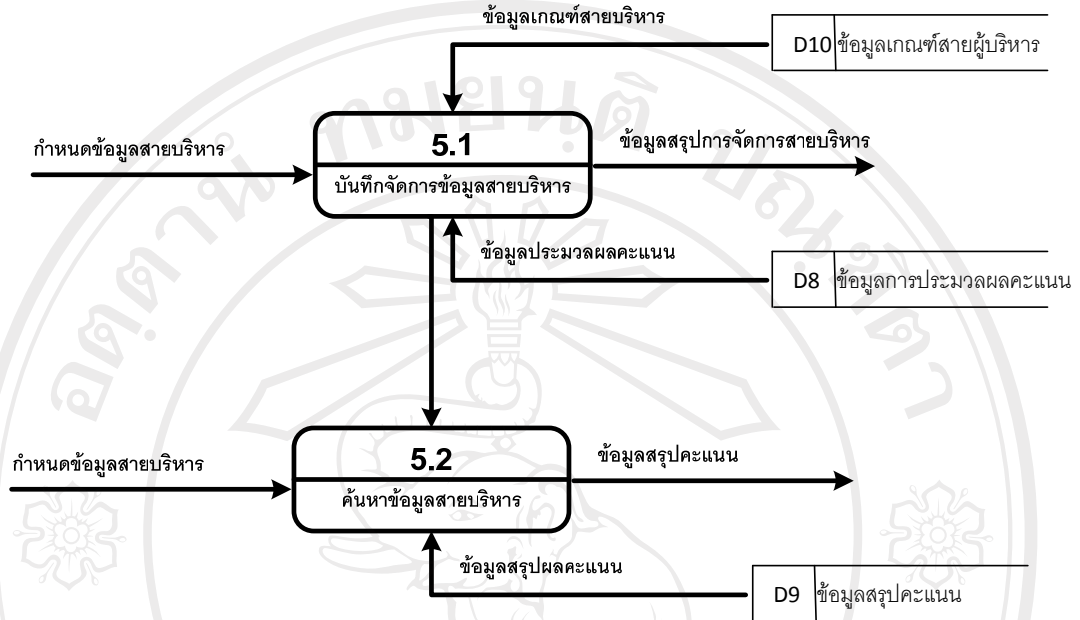 ข้อมูลเกณฑ์สายบริหาร
D10 ข้อมูลเกณฑ์สายผู้บริหาร
5.1
กำหนดข้อมูลสายบริหาร
ข้อมูลสรุปการจัดการสายบริหาร
บันทึกจัดการข้อมูลสายบริหาร
ข้อมูลประมวลผลคะแนน
D8 ข้อมูลการประมวลผลคะแนน
5.2
กำหนดข้อมูลสายบริหาร
ข้อมูลสรุปคะแนน
ค้นหาข้อมูลสายบริหาร
ข้อมูลสรุปผลคะแนน
D9 ข้อมูลสรุปคะแนน